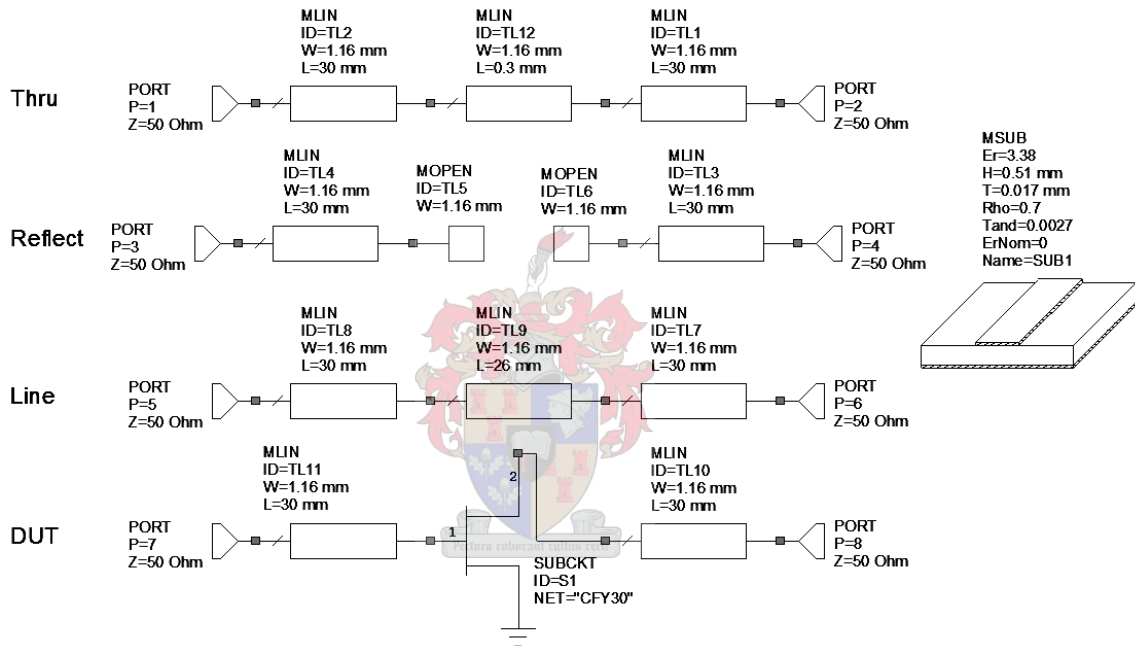 Thru
PORT
P=1
Z=50 Ohm
MLIN
ID=TL2
W=1.16 mm
L=30 mm
MLIN
ID=TL12
W=1.16 mm
L=0.3 mm
MLIN
ID=TL1
W=1.16 mm
L=30 mm
PORT
P=2
Z=50 Ohm
Reflect
PORT
P=3
Z=50 Ohm
MLIN
ID=TL4
W=1.16 mm
L=30 mm
MOPEN
ID=TL5
W=1.16 mm
MOPEN
ID=TL6
W=1.16 mm
MLIN
ID=TL3
W=1.16 mm
L=30 mm
PORT
P=4
Z=50 Ohm
MSUB
Er=3.38
H=0.51 mm
T=0.017 mm
Rho=0.7
Tand=0.0027
ErNom=0
Name=SUB1
Line
PORT
P=5
Z=50 Ohm
MLIN
ID=TL8
W=1.16 mm
L=30 mm
MLIN
ID=TL9
W=1.16 mm
L=26 mm
MLIN
ID=TL7
W=1.16 mm
L=30 mm
PORT
P=6
Z=50 Ohm
DUT
PORT
P=7
Z=50 Ohm
MLIN
ID=TL11
W=1.16 mm
L=30 mm
1
2
SUBCKT
ID=S1
NET="CFY30"
MLIN
ID=TL10
W=1.16 mm
L=30 mm
PORT
P=8
Z=50 Ohm
Pectora roborant cultus recti